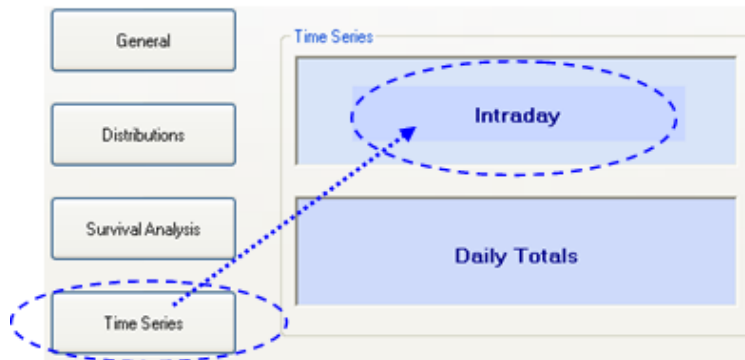 General
Distributions
Survival Analysis
Time Series
Time Series
Intraday
Daily Totals